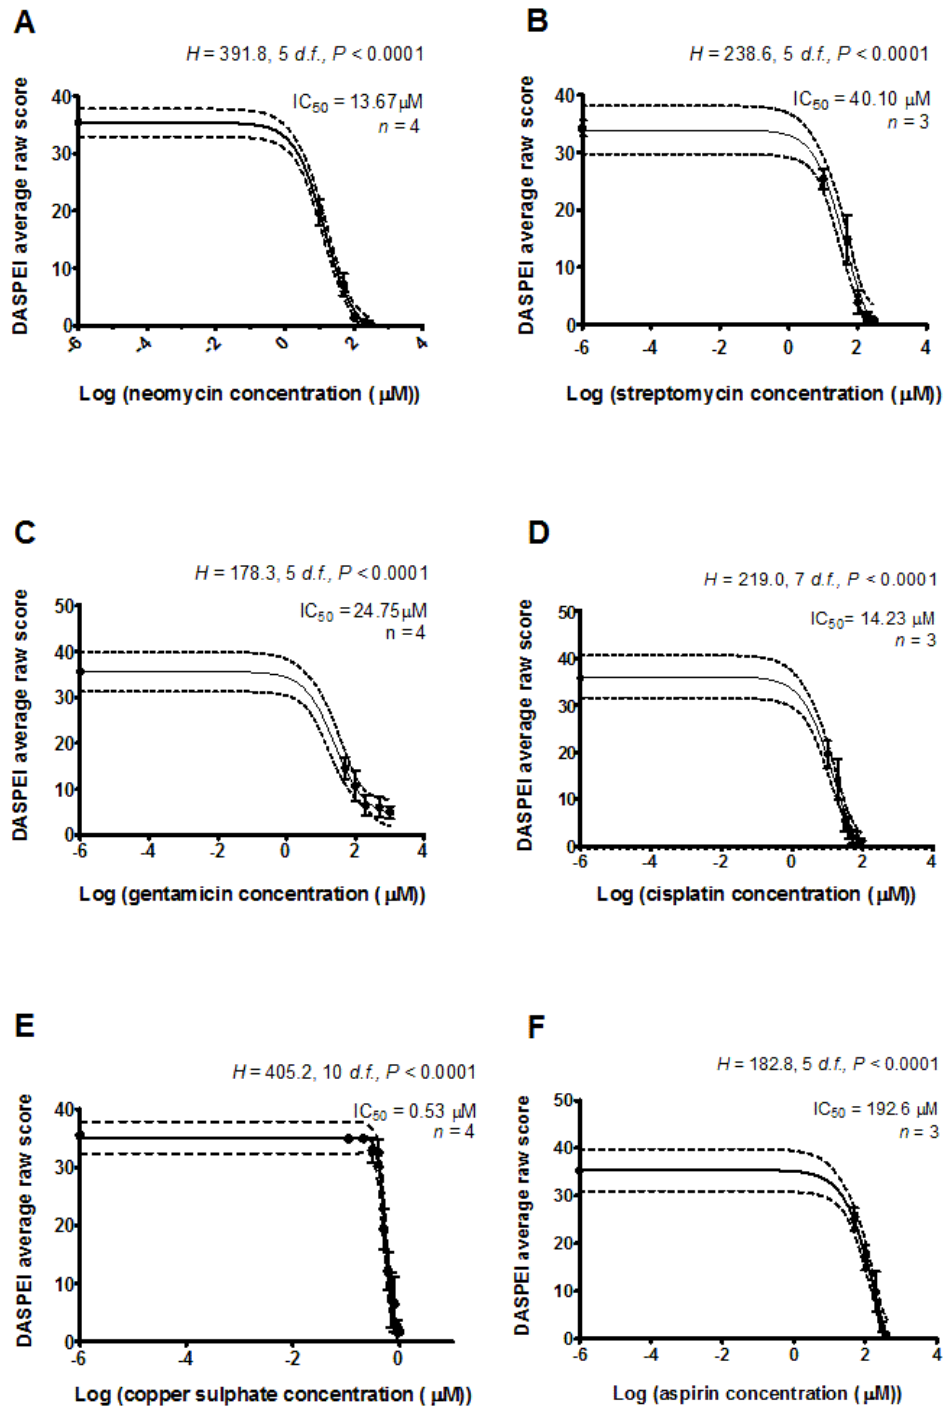 A
H = 391.8, 5 d.f., P < 0.0001
IC50 = 13.67μM
n = 4
DASPEI average raw score
40
30
20
10
0
-6
-4
-2
0
2
4
Log (neomycin concentration ( μM))
B
H = 238.6, 5 d.f., P < 0.0001
IC50 = 40.10 μM
n = 3
DASPEI average raw score
40
30
20
10
0
-6
-4
-2
0
2
4
Log (streptomycin concentration ( μM))
C
H = 178.3, 5 d.f., P < 0.0001
IC50 = 24.75μM
n = 4
DASPEI average raw score
50
40
30
20
10
0
-6
-4
-2
0
2
4
Log (gentamicin concentration ( μM))
D
H = 219.0, 7 d.f., P < 0.0001
IC50= 14.23 μM
n = 3
DASPEI average raw score
50
40
30
20
10
0
-6
-4
-2
0
2
4
Log (cisplatin concentration ( μM))
E
H = 405.2, 10 d.f., P < 0.0001
IC50 = 0.53 μM
n = 4
DASPEI average raw score
40
30
20
10
0
-6
-4
-2
0
Log (copper sulphate concentration ( μM))
F
H = 182.8, 5 d.f., P < 0.0001
IC50 = 192.6 μM
n = 3
DASPEI average raw score
50
40
30
20
10
0
-6
-4
-2
0
2
4
Log (aspirin concentration ( μM))